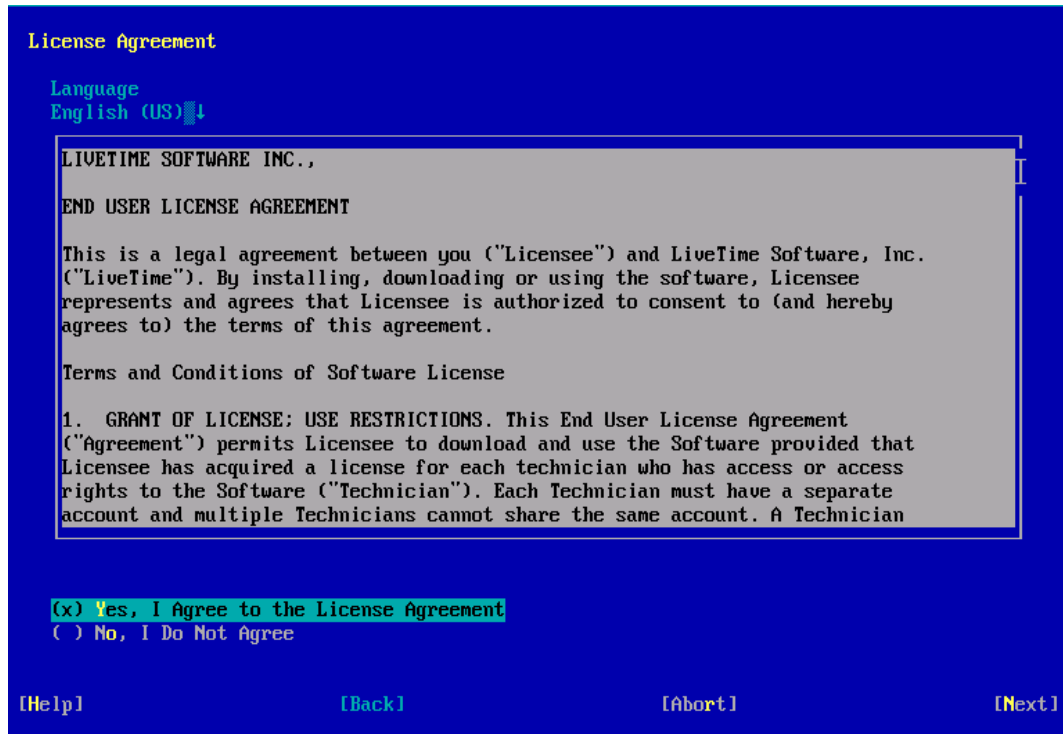 License Agreement
Language
English (US)▒↓
LIVETIME SOFTWARE INC.,
END USER LICENSE AGREEMENT
This is a legal agreement between you ("Licensee") and LiveTime Software, Inc.
("LiveTime"). By installing, downloading or using the software, Licensee
represents and agrees that Licensee is authorized to consent to (and hereby
agrees to) the terms of this agreement.
Terms and Conditions of Software License
1.  GRANT OF LICENSE; USE RESTRICTIONS. This End User License Agreement
("Agreement") permits Licensee to download and use the Software provided that
Licensee has acquired a license for each technician who has access or access
rights to the Software ("Technician"). Each Technician must have a separate
account and multiple Technicians cannot share the same account. A Technician
(x) Yes, I Agree to the License Agreement
( ) No, I Do Not Agree
[Help] [Back] [Abort] [Next]